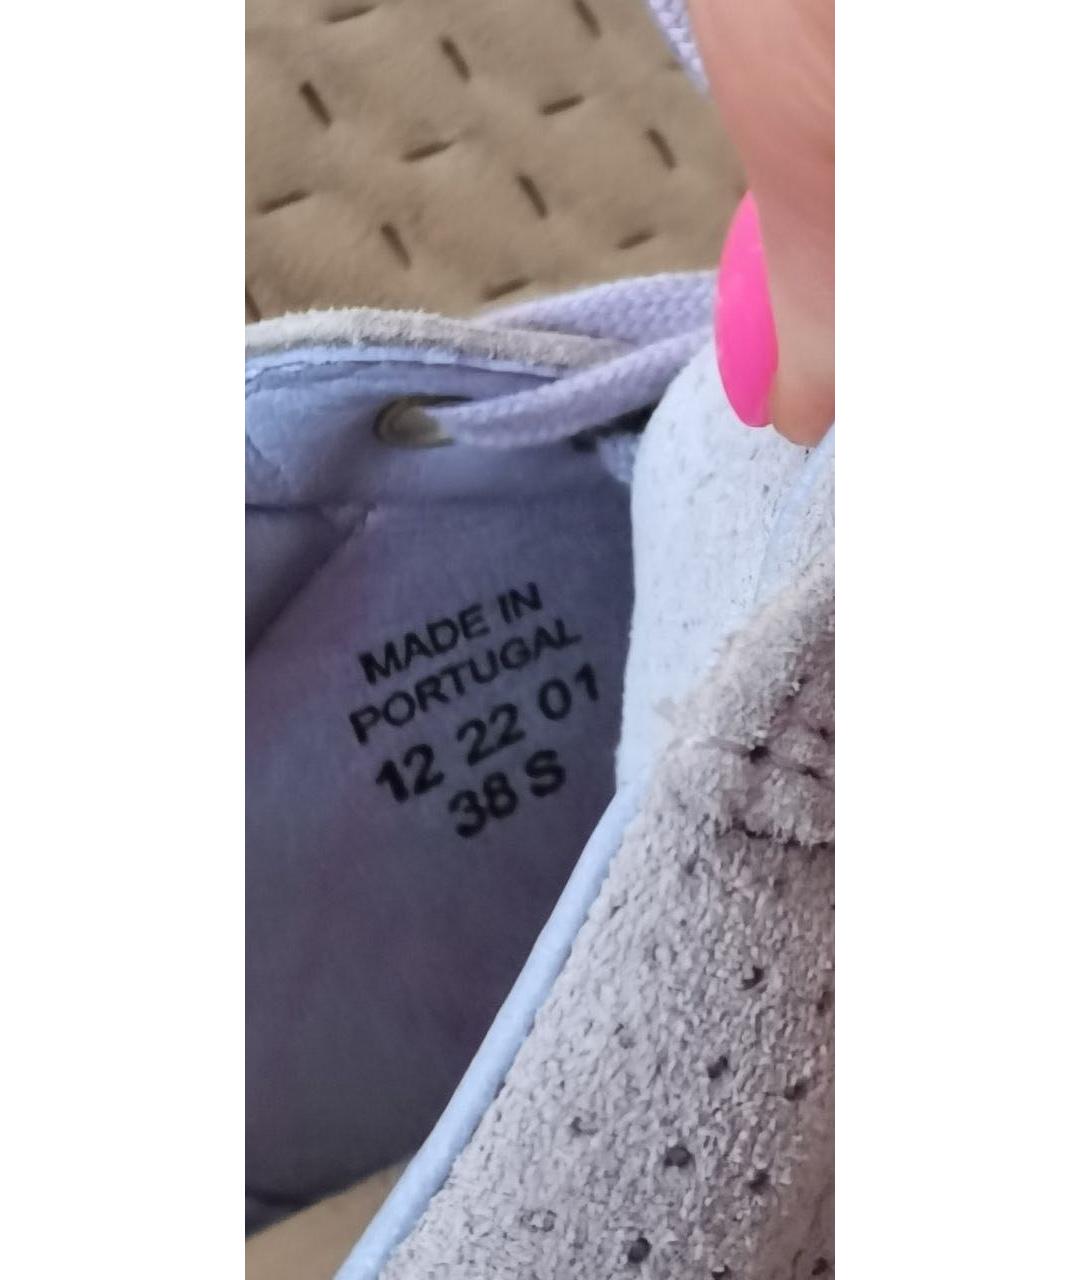 MADE IN
PORTUGAL
12 22 01
38 S